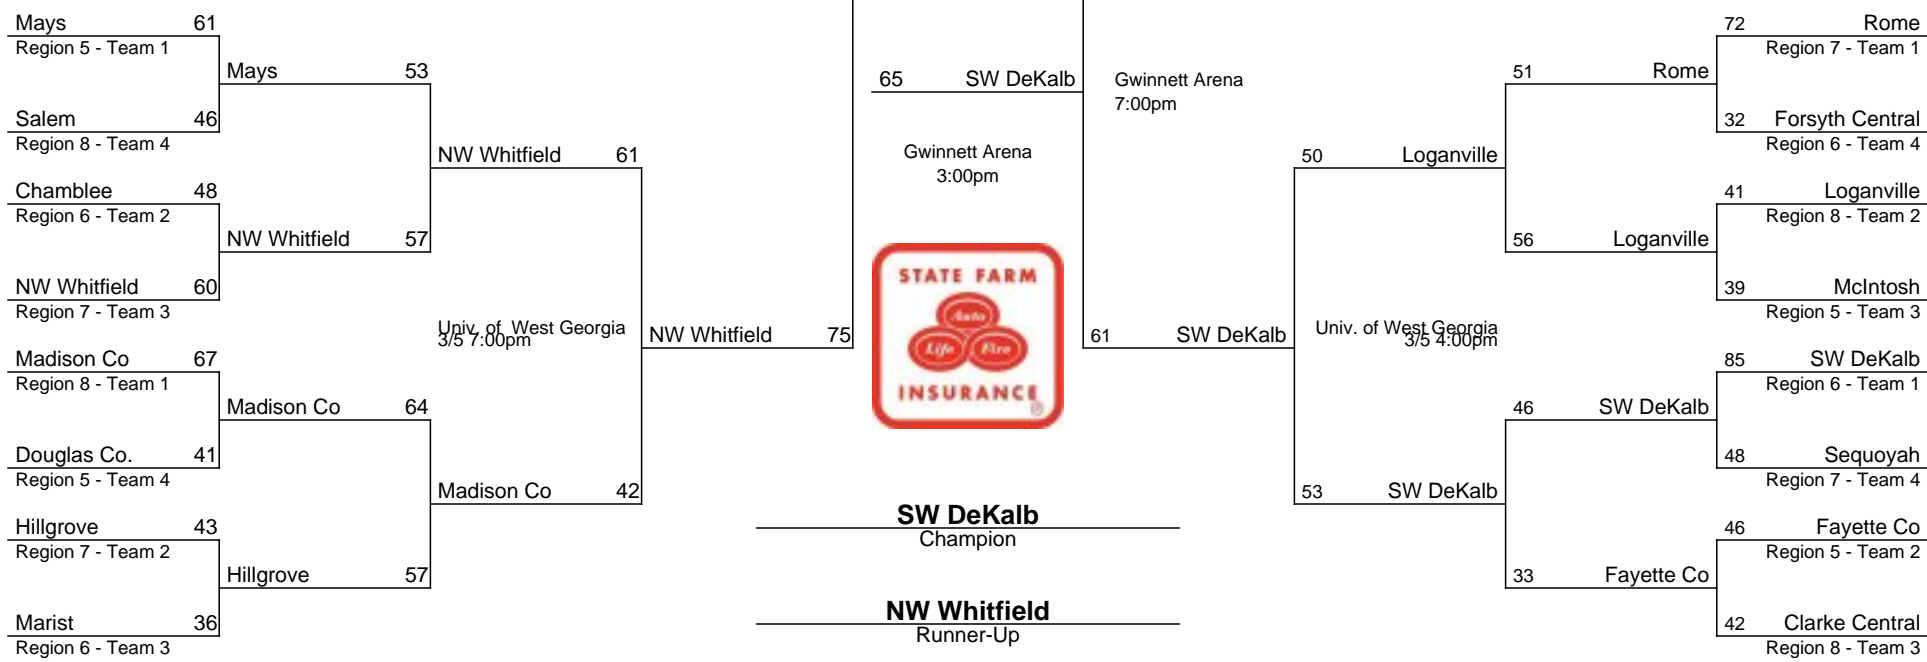 Mays 61
Region 5 - Team 1
Mays 53
Salem 46
Region 8 - Team 4
NW Whitfield 61
Chamblee 48
Region 6 - Team 2
NW Whitfield 57
NW Whitfield 60
Region 7 - Team 3
Univ. of West Georgia
3/5 7:00pm
NW Whitfield 75
Madison Co 67
Region 8 - Team 1
Madison Co 64
Douglas Co. 41
Region 5 - Team 4
Madison Co 42
Hillgrove 43
Region 7 - Team 2
Hillgrove 57
Marist 36
Region 6 - Team 3
65 SW DeKalb
Gwinnett Arena
7:00pm
Gwinnett Arena
3:00pm
STATE FARM
Auto
Life Fire
INSURANCE
®
SW DeKalb
Champion
NW Whitfield
Runner-Up
72 Rome
Region 7 - Team 1
51 Rome
32 Forsyth Central
Region 6 - Team 4
50 Loganville
41 Loganville
Region 8 - Team 2
56 Loganville
39 McIntosh
Region 5 - Team 3
61 SW DeKalb
Univ. of West Georgia
3/5 4:00pm
85 SW DeKalb
Region 6 - Team 1
46 SW DeKalb
48 Sequoyah
Region 7 - Team 4
53 SW DeKalb
46 Fayette Co
Region 5 - Team 2
33 Fayette Co
42 Clarke Central
Region 8 - Team 3